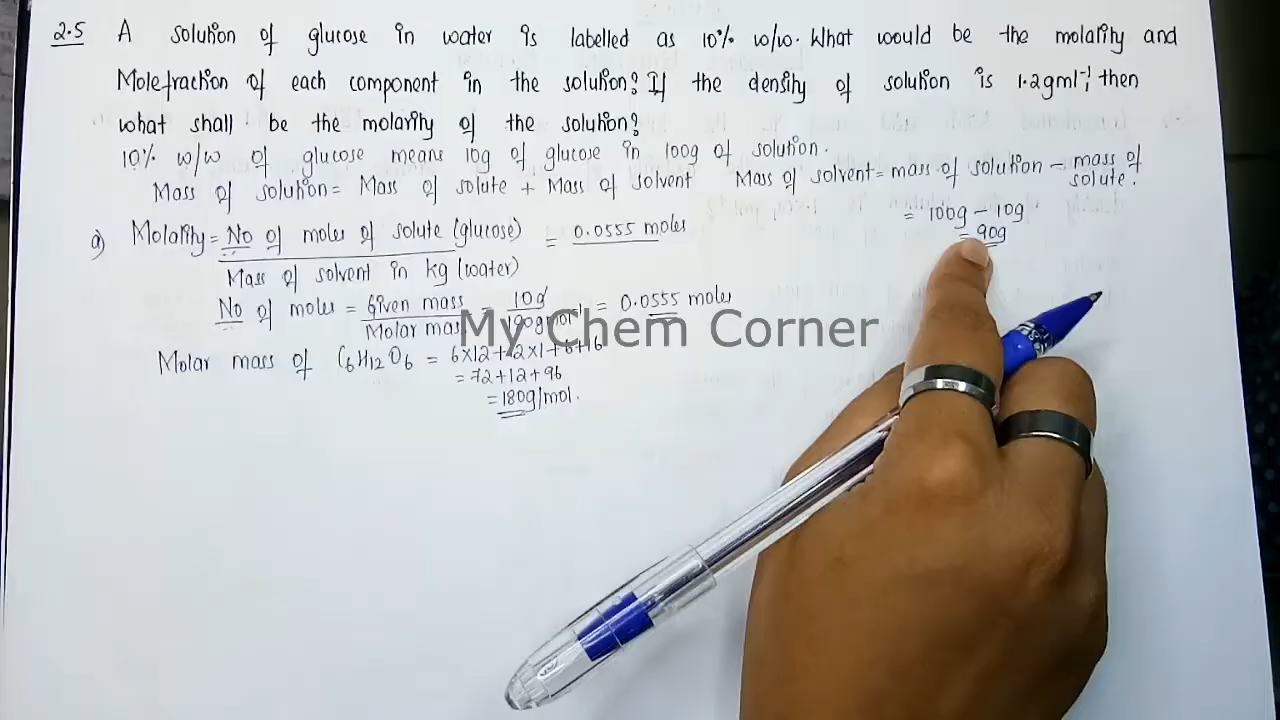 2.5 A solution of glucose in water is labelled as 10% w/w. What would be the molality and
Molefraction of each component in the solution? If the density of solution is 1.2gml⁻¹, then
what shall be the molarity of the solution?
10% w/w of glucose means 10g of glucose in 100g of solution.
Mass of solution = Mass of solute + Mass of solvent Mass of solvent = mass of solution - mass of solute.
= 100g - 10g
= 90g
a) Molality = No of moles of solute (glucose) = 0.0555 moles
Mass of solvent in kg (water)
No of moles = Given mass = 10g = 0.0555 moles
Molar mass 180gmol⁻¹
My Chem Corner
Molar mass of C6H12O6 = 6x12+12x1+6+16
= 72+12+96
= 180g/mol.